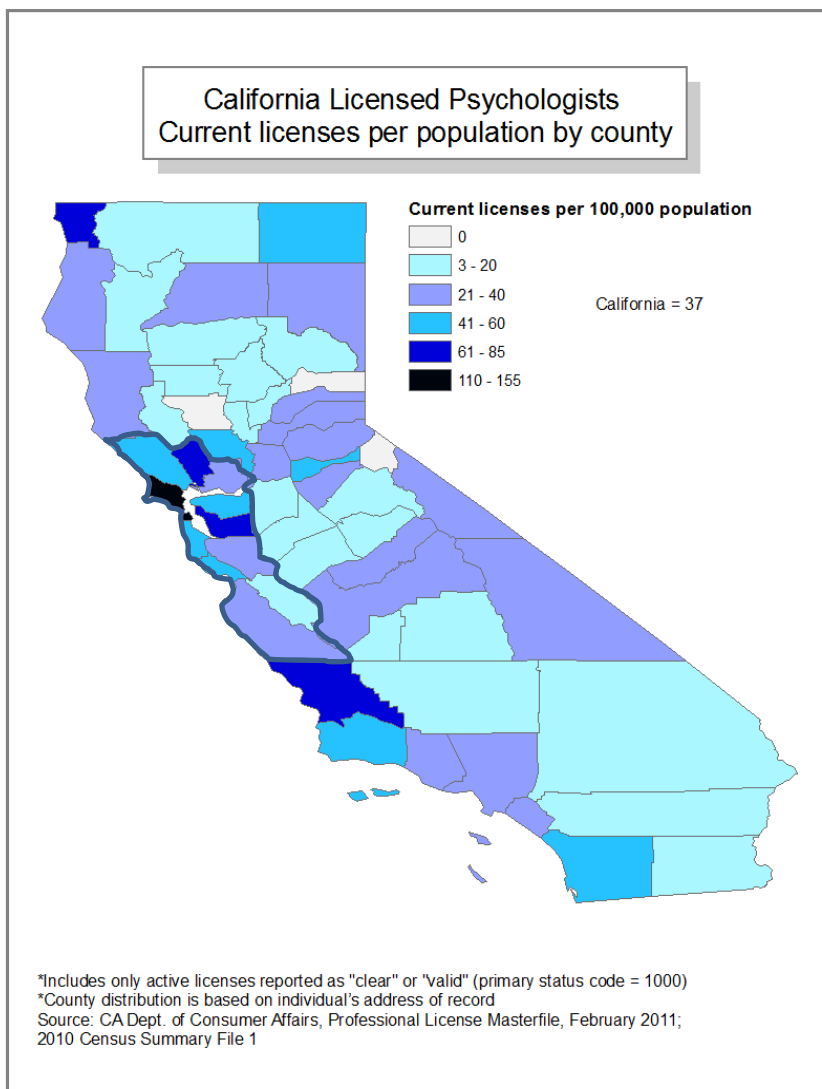 California Licensed Psychologists
Current licenses per population by county
Current licenses per 100,000 population
0
3 - 20
21 - 40
41 - 60
61 - 85
110 - 155
California = 37
*Includes only active licenses reported as "clear" or "valid" (primary status code = 1000)
*County distribution is based on individual's address of record
Source: CA Dept. of Consumer Affairs, Professional License Masterfile, February 2011;
2010 Census Summary File 1